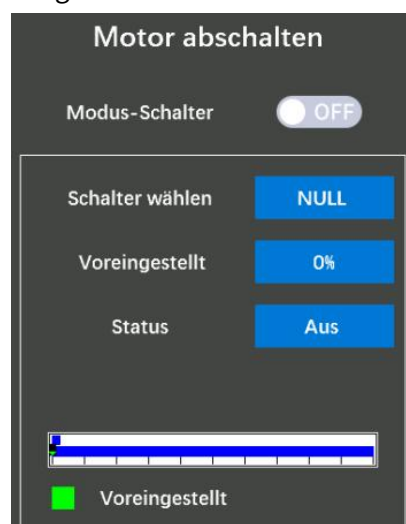 Motor abschalten
Modus-Schalter OFF
Schalter wählen NULL
Voreingestellt 0%
Status Aus
Voreingestellt